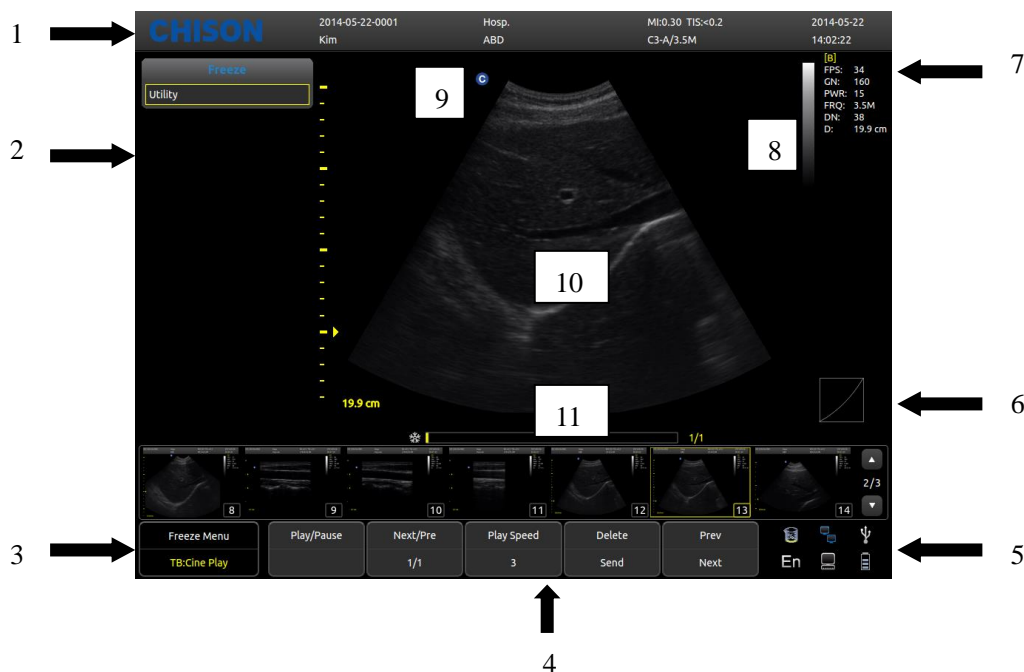 CHISON 2014-05-22-0001 Hosp. MI:0.30 TIS:<0.2 2014-05-22
Kim ABD C3-A/3.5M 14:02:22
1
Freeze
Utility
2
9
C
8
[B]
FPS: 34
GN: 160
PWR: 15
FRQ: 3.5M
DN: 38
D: 19.9 cm
7
10
6
19.9 cm
11
1/1
8 9 10 11 12 13 14
2/3
3
Freeze Menu Play/Pause Next/Pre Play Speed Delete Prev
TB:Cine Play 1/1 3 Send Next
En
5
4